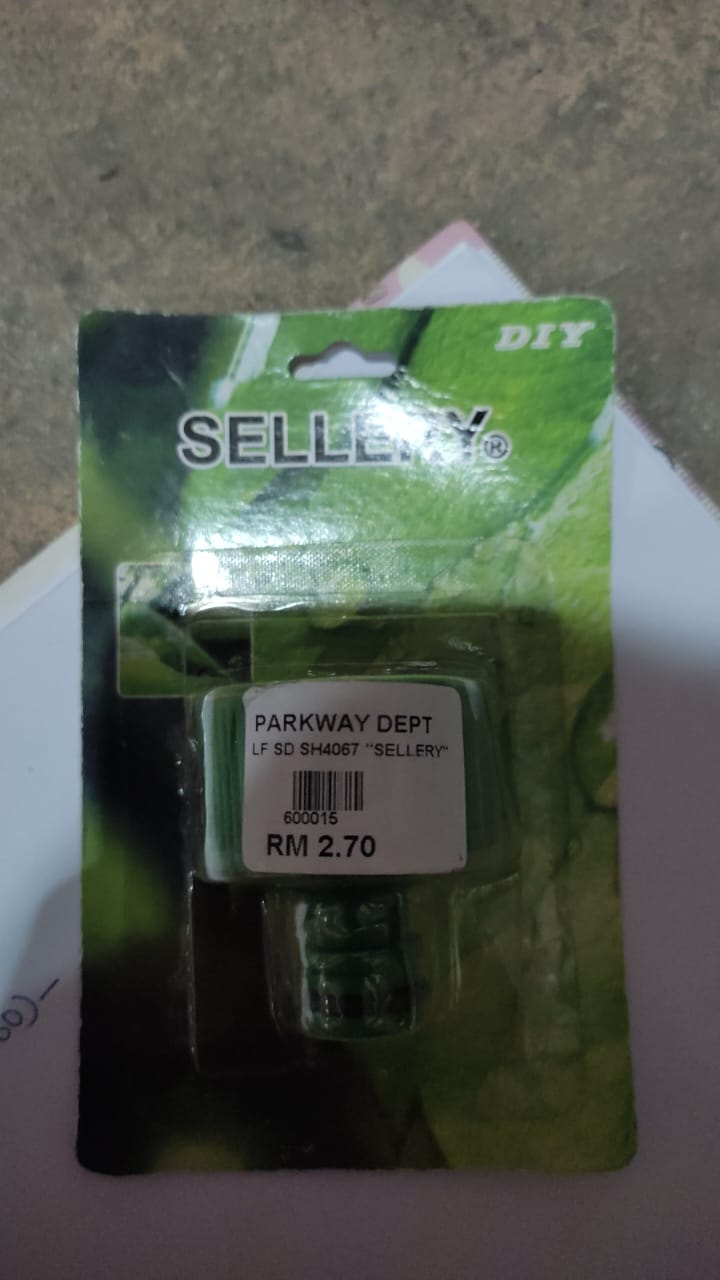 DIY
SELLERY®
PARKWAY DEPT
LF SD SH4067 "SELLERY"
600015
RM 2.70